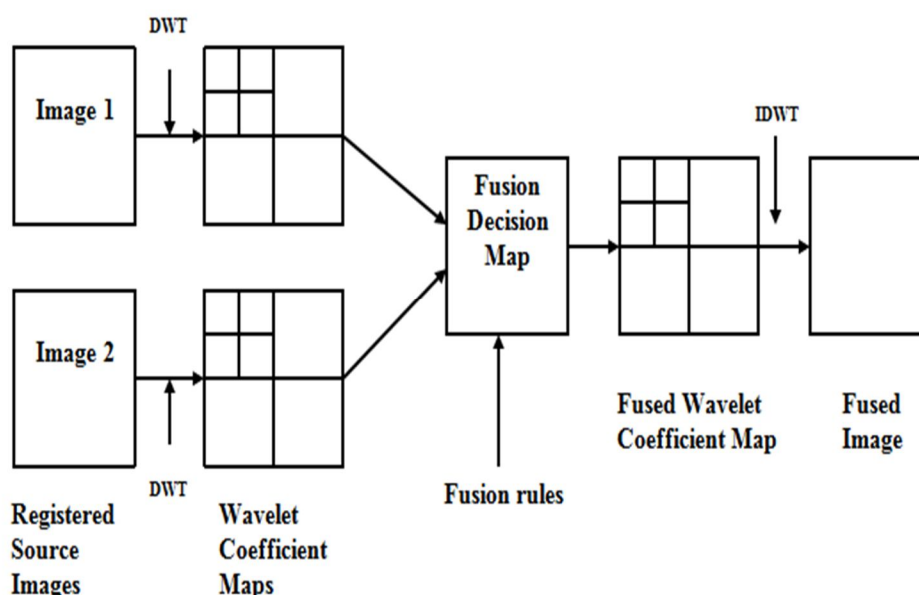 DWT
Image 1
IDWT
Fusion
Decision
Map
Image 2
Fused Wavelet
Coefficient Map
Fused
Image
DWT
Fusion rules
Registered
Source
Images
Wavelet
Coefficient
Maps